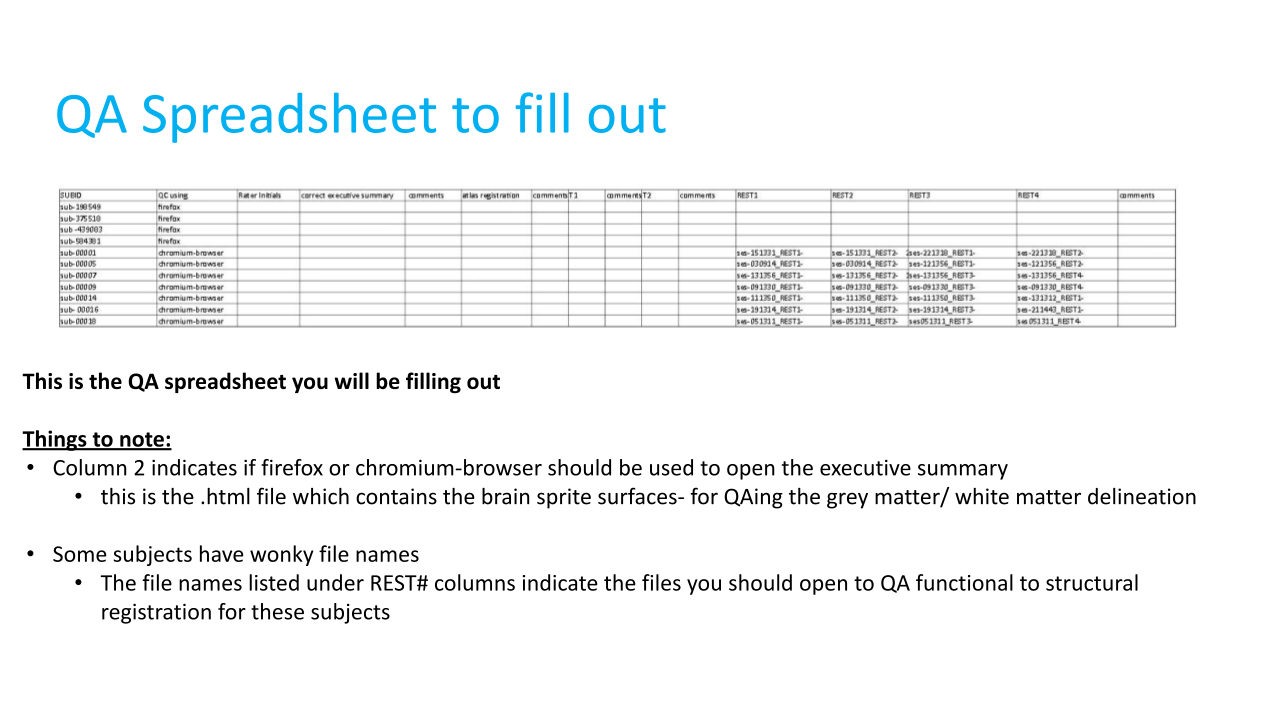 QA Spreadsheet to fill out
SUBID QC using Rater Initials correct executive summary comments atlas registration comments T1 comments T2 comments REST1 REST2 REST3 REST4 comments
sub-198549 firefox
sub-375518 firefox
sub-439003 firefox
sub-584381 firefox
sub-00001 chromium-browser ses-151331_REST1- ses-151331_REST2- ses-221338_REST1- ses-221338_REST2-
sub-00005 chromium-browser ses-030914_REST1- ses-030914_REST2- ses-121356_REST1- ses-121356_REST2-
sub-00007 chromium-browser ses-131356_REST1- ses-131356_REST2- ses-131356_REST3- ses-131356_REST4-
sub-00009 chromium-browser ses-091330_REST1- ses-091330_REST2- ses-091330_REST3- ses-091330_REST4-
sub-00014 chromium-browser ses-111350_REST1- ses-111350_REST2- ses-111350_REST3- ses-131312_REST1-
sub-00016 chromium-browser ses-191314_REST1- ses-191314_REST2- ses-191314_REST3- ses-211443_REST1-
sub-00018 chromium-browser ses-051311_REST1- ses-051311_REST2- ses051311_REST3- ses051311_REST4-
This is the QA spreadsheet you will be filling out
Things to note:
• Column 2 indicates if firefox or chromium-browser should be used to open the executive summary
• this is the .html file which contains the brain sprite surfaces- for QAing the grey matter/ white matter delineation
• Some subjects have wonky file names
• The file names listed under REST# columns indicate the files you should open to QA functional to structural
registration for these subjects